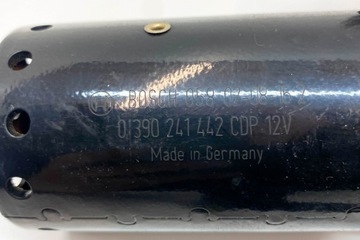 BOSCH
0 390 241 442 CDP 12V
Made in Germany